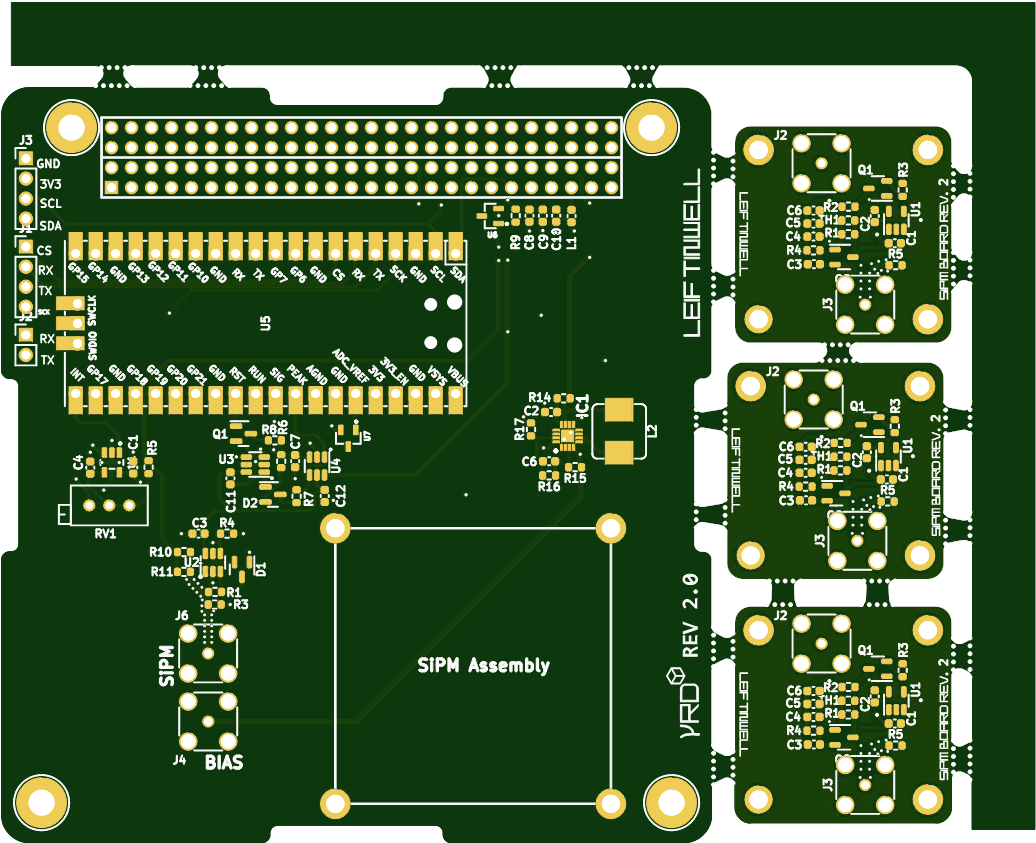 J3
GND
3V3
SCL
SDA
CS
RX
TX
SCK
RX
TX
GP15
GP14
GND
GP13
GP12
GP11
GP10
GND
RX
TX
GP7
GP6
GND
CS
RX
TX
SCK
GND
SCL
SDA
SWCLK
SWDIO
U5
INT
GP17
GND
GP18
GP19
GP20
GP21
GND
RST
RUN
SIG
PEAK
AGND
GND
ADC_VREF
3V3
3V3_EN
GND
VSYS
VBUS
U6
R9
C8
C9
C10
L1
LEIF TINWELL
R14
C2
IC1
R17
L2
C6
R15
R16
Q1
R8
R6
U3
C7
U4
C11
R7
C12
D2
C4
C1
R5
RV1
C3
R4
R10
U2
R11
D1
R1
R3
J6
SiPM
J4
BIAS
SiPM Assembly
γRD
REV 2.0
J2
Q1
R3
C6
R2
C5
H1
C4
R1
R4
C3
C2
U1
C1
R5
J3
LEIF TINWELL
SIPM BOARD REV. 2
J2
Q1
R3
C6
R2
C5
H1
C4
R1
R4
C3
C2
U1
C1
R5
J3
LEIF TINWELL
SIPM BOARD REV. 2
J2
Q1
R3
C6
R2
C5
H1
C4
R1
R4
C3
C2
U1
C1
R5
J3
LEIF TINWELL
SIPM BOARD REV. 2